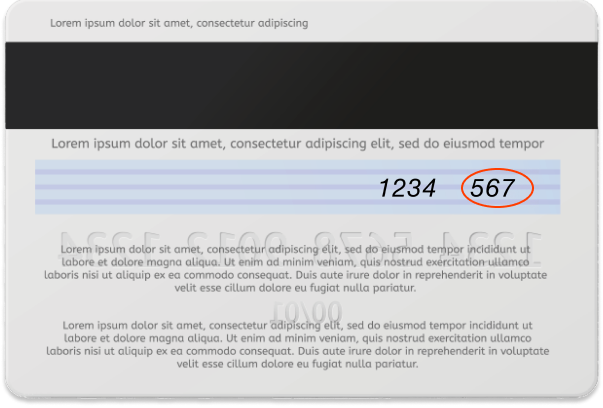 Lorem ipsum dolor sit amet, consectetur adipiscing
Lorem ipsum dolor sit amet, consectetur adipiscing elit, sed do eiusmod tempor
1234 567
1234 5678 9012 1234
Lorem ipsum dolor sit amet, consectetur adipiscing elit, sed do eiusmod tempor incididunt ut
labore et dolore magna aliqua. Ut enim ad minim veniam, quis nostrud exercitation ullamco
laboris nisi ut aliquip ex ea commodo consequat. Duis aute irure dolor in reprehenderit in voluptate
velit esse cillum dolore eu fugiat nulla pariatur.
00/00
Lorem ipsum dolor sit amet, consectetur adipiscing elit, sed do eiusmod tempor incididunt ut
labore et dolore magna aliqua. Ut enim ad minim veniam, quis nostrud exercitation ullamco
laboris nisi ut aliquip ex ea commodo consequat. Duis aute irure dolor in reprehenderit in voluptate
velit esse cillum dolore eu fugiat nulla pariatur.